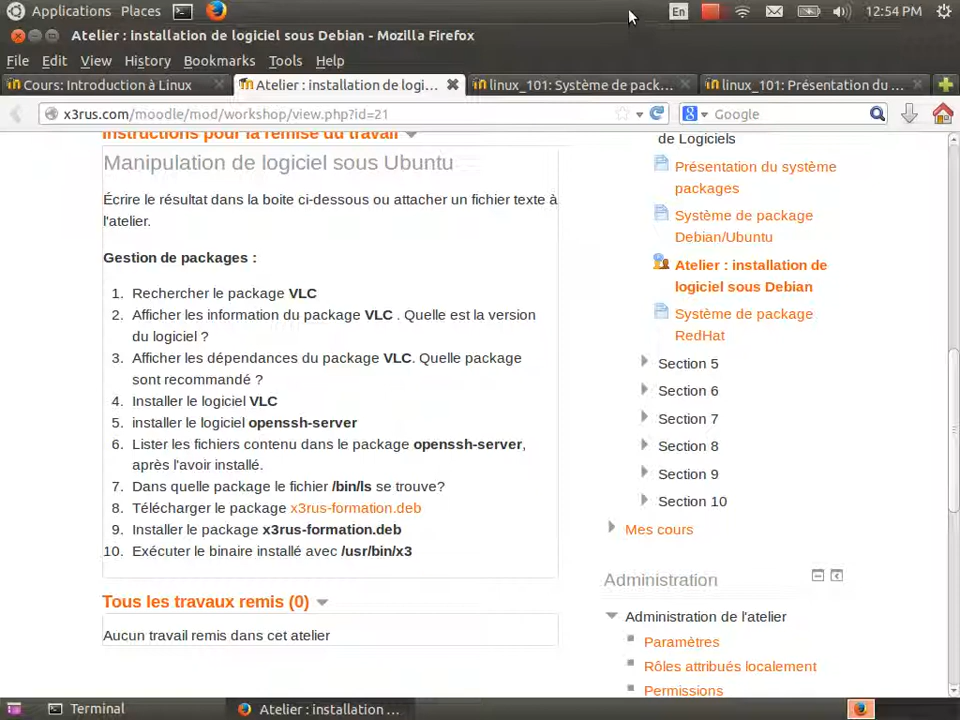 Applications Places En 12:54 PM
Atelier : installation de logiciel sous Debian - Mozilla Firefox
File Edit View History Bookmarks Tools Help
Cours: Introduction à Linux Atelier : installation de logi... linux_101: Système de pack... linux_101: Présentation du ...
x3rus.com/moodle/mod/workshop/view.php?id=21 Google
Instructions pour la remise du travail
Manipulation de logiciel sous Ubuntu
Écrire le résultat dans la boite ci-dessous ou attacher un fichier texte à
l'atelier.
Gestion de packages :
1. Rechercher le package VLC
2. Afficher les information du package VLC . Quelle est la version
du logiciel ?
3. Afficher les dépendances du package VLC. Quelle package
sont recommandé ?
4. Installer le logiciel VLC
5. installer le logiciel openssh-server
6. Lister les fichiers contenu dans le package openssh-server,
après l'avoir installé.
7. Dans quelle package le fichier /bin/ls se trouve?
8. Télécharger le package x3rus-formation.deb
9. Installer le package x3rus-formation.deb
10. Exécuter le binaire installé avec /usr/bin/x3
Tous les travaux remis (0)
Aucun travail remis dans cet atelier
de Logiciels
Présentation du système
packages
Système de package
Debian/Ubuntu
Atelier : installation de
logiciel sous Debian
Système de package
RedHat
Section 5
Section 6
Section 7
Section 8
Section 9
Section 10
Mes cours
Administration
Administration de l'atelier
Paramètres
Rôles attribués localement
Permissions
Terminal Atelier : installation ...